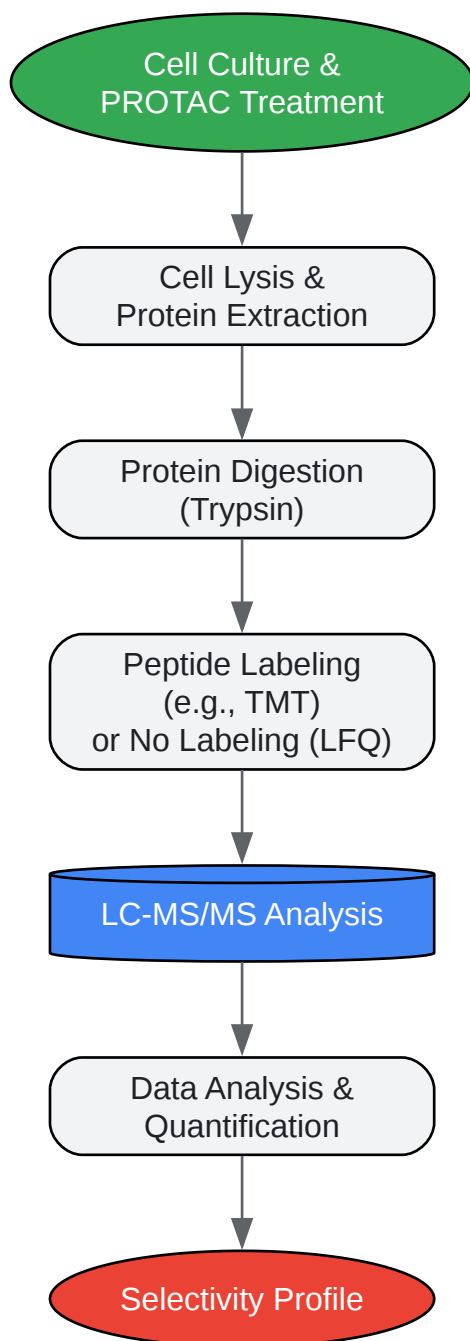 Cell Culture &
PROTAC Treatment
Cell Lysis &
Protein Extraction
Protein Digestion
(Trypsin)
Peptide Labeling
(e.g., TMT)
or No Labeling (LFQ)
LC-MS/MS Analysis
Data Analysis &
Quantification
Selectivity Profile